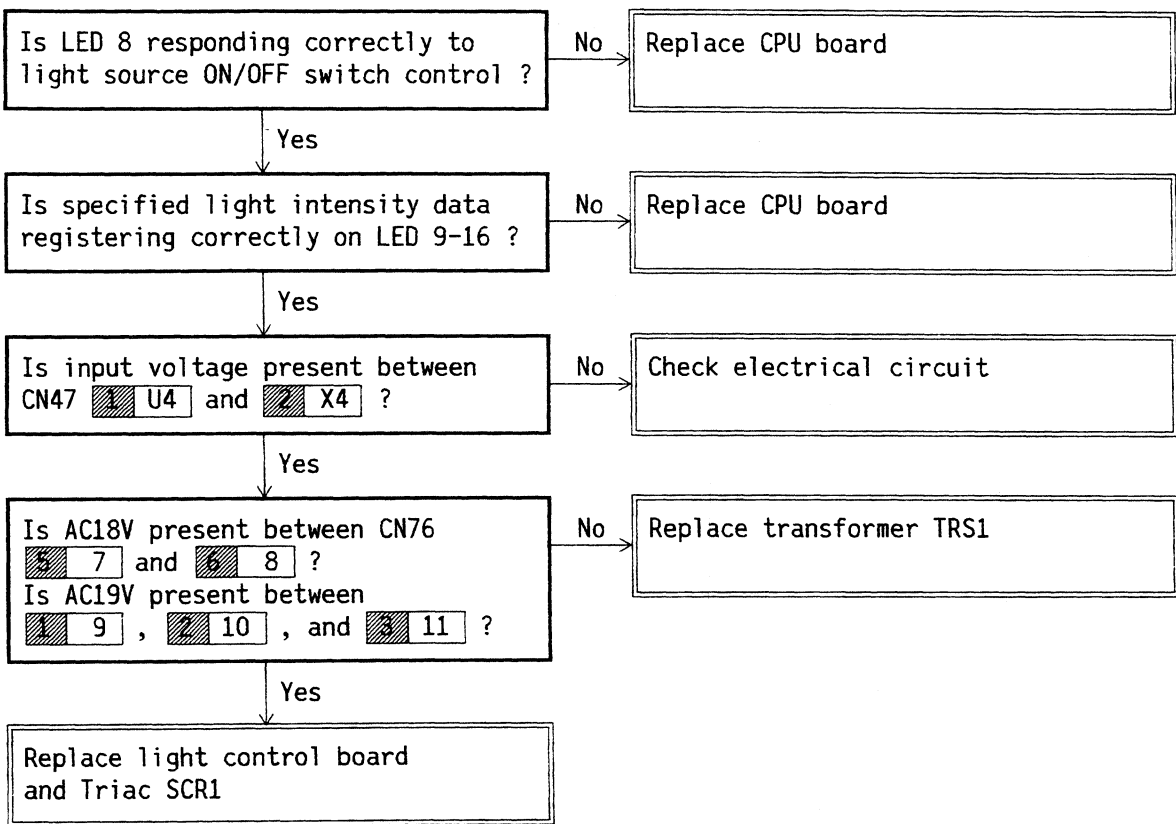 Is LED 8 responding correctly to
light source ON/OFF switch control ?
No
Replace CPU board
Yes
Is specified light intensity data
registering correctly on LED 9-16 ?
No
Replace CPU board
Yes
Is input voltage present between
CN47 1 U4 and 2 X4 ?
No
Check electrical circuit
Yes
Is AC18V present between CN76
5 7 and 6 8 ?
Is AC19V present between
1 9 , 2 10 , and 3 11 ?
No
Replace transformer TRS1
Yes
Replace light control board
and Triac SCR1